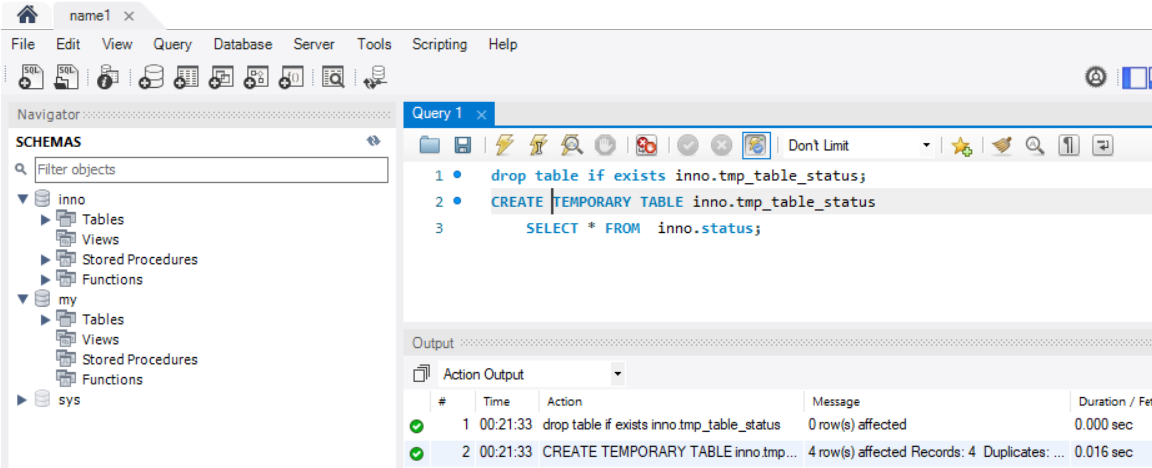 name1
File Edit View Query Database Server Tools Scripting Help
Navigator
SCHEMAS
Filter objects
inno
Tables
Views
Stored Procedures
Functions
my
Tables
Views
Stored Procedures
Functions
sys
Query 1
Don't Limit
1 drop table if exists inno.tmp_table_status;
2 CREATE TEMPORARY TABLE inno.tmp_table_status
3 SELECT * FROM inno.status;
Output
Action Output
# Time Action Message Duration / Fet
1 00:21:33 drop table if exists inno.tmp_table_status 0 row(s) affected 0.000 sec
2 00:21:33 CREATE TEMPORARY TABLE inno.tmp... 4 row(s) affected Records: 4 Duplicates: ... 0.016 sec